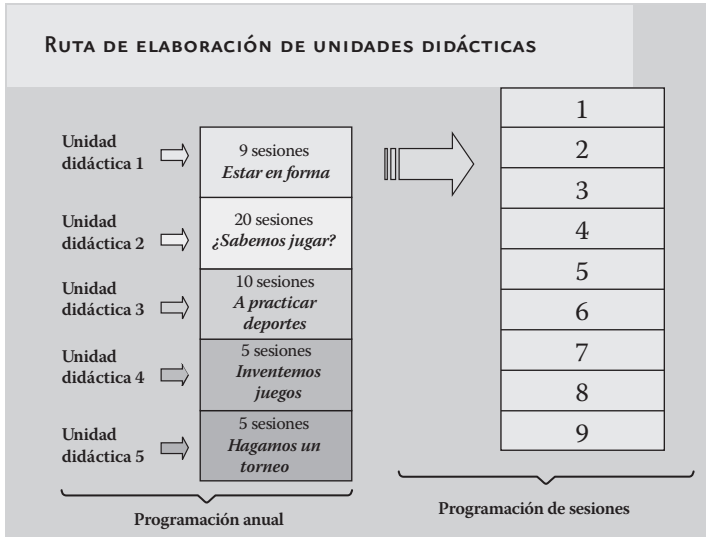 RUTA DE ELABORACIÓN DE UNIDADES DIDÁCTICAS
Unidad
didáctica 1
9 sesiones
Estar en forma
Unidad
didáctica 2
20 sesiones
¿Sabemos jugar?
Unidad
didáctica 3
10 sesiones
A practicar
deportes
Unidad
didáctica 4
5 sesiones
Inventemos
juegos
Unidad
didáctica 5
5 sesiones
Hagamos un
torneo
Programación anual
1
2
3
4
5
6
7
8
9
Programación de sesiones